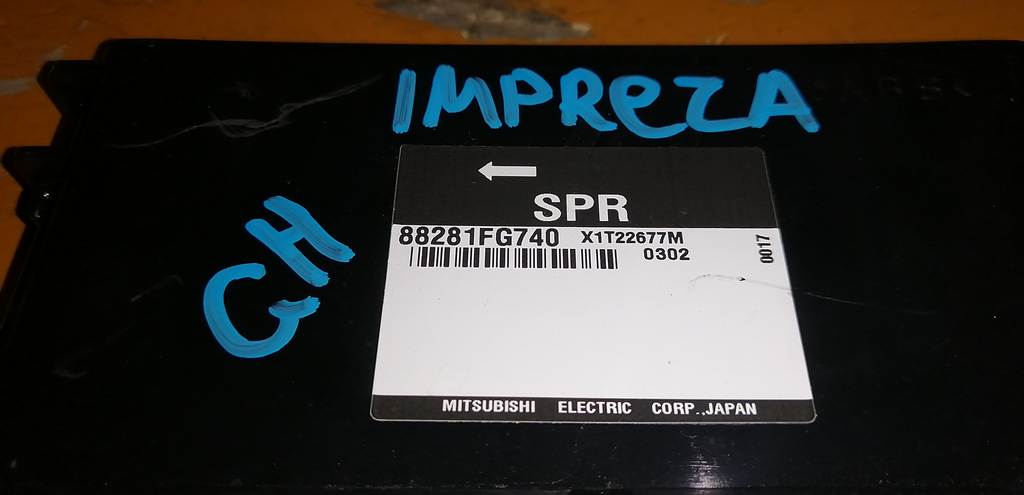 IMPREZA
GH
SPR
88281FG740 X1T22677M
0302
0017
MITSUBISHI ELECTRIC CORP.,JAPAN